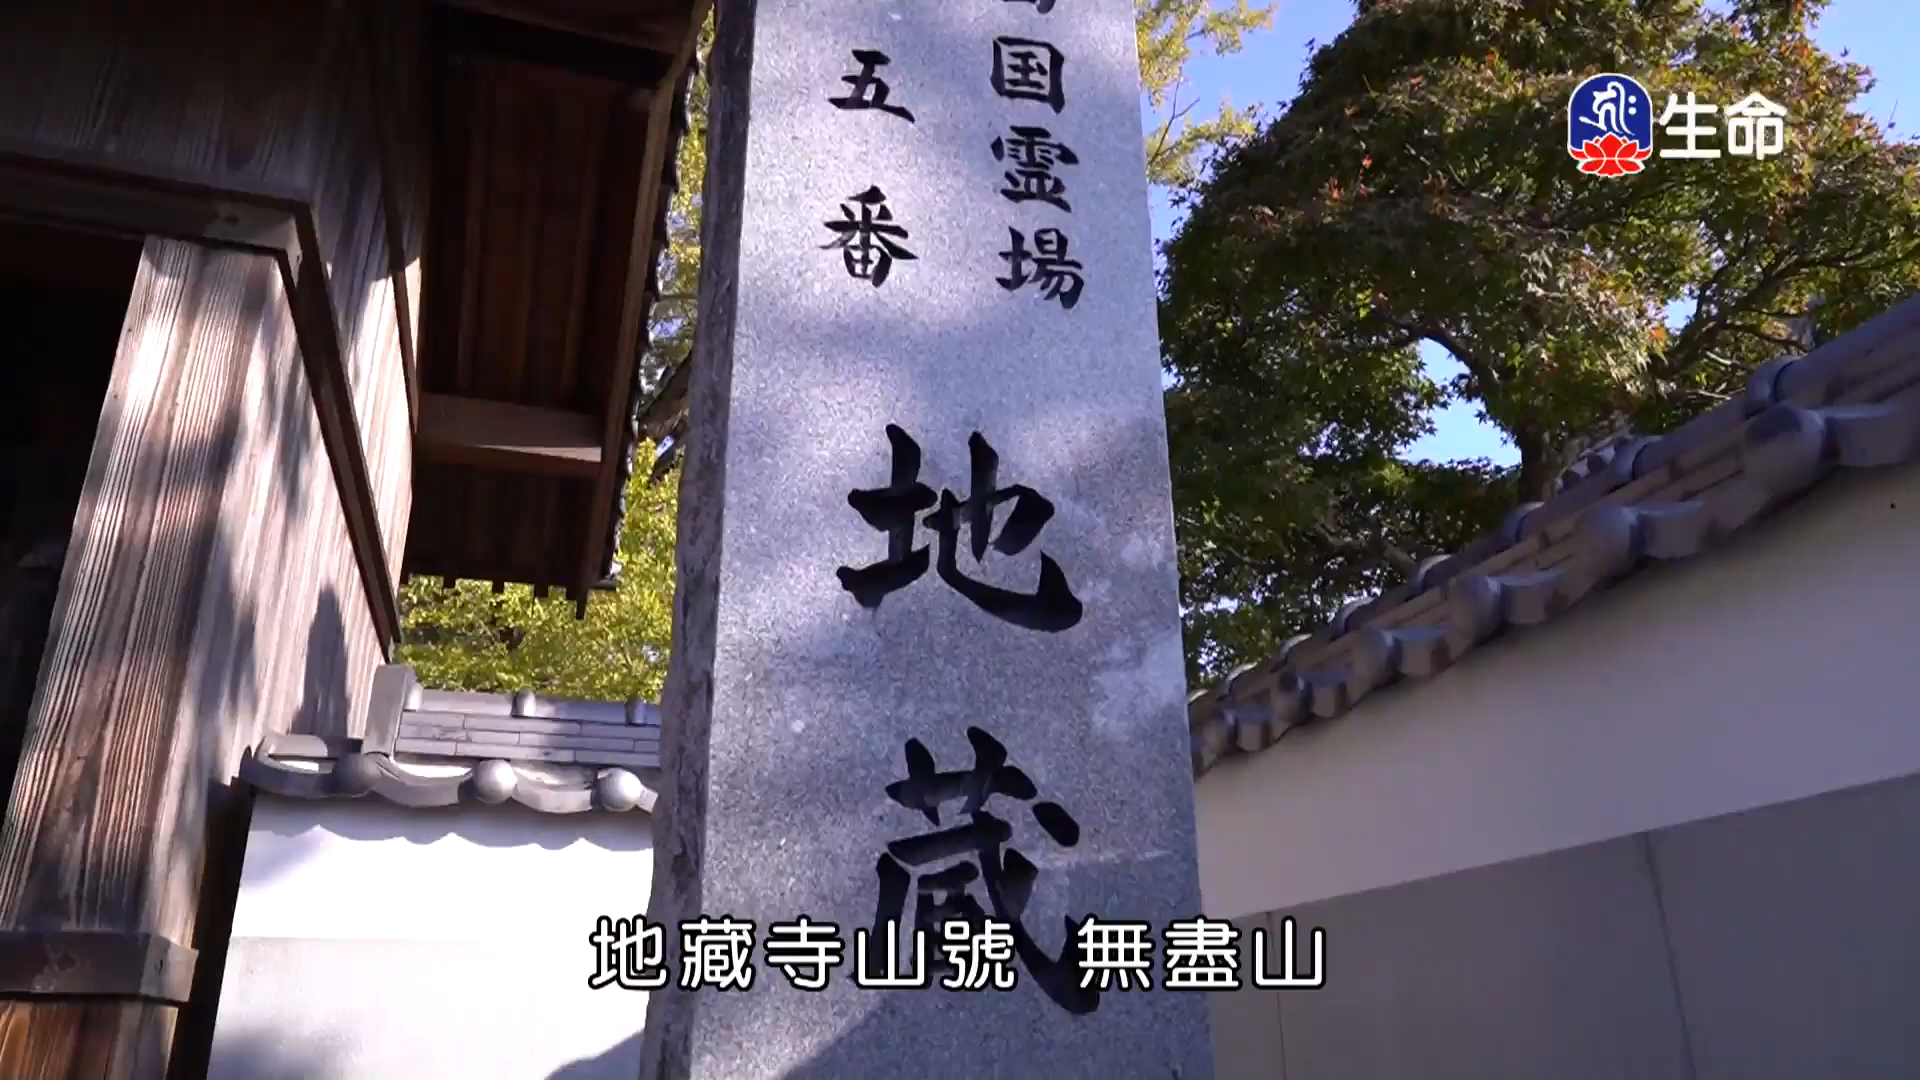 国霊場
五番
地蔵
生命
地藏寺山號 無盡山